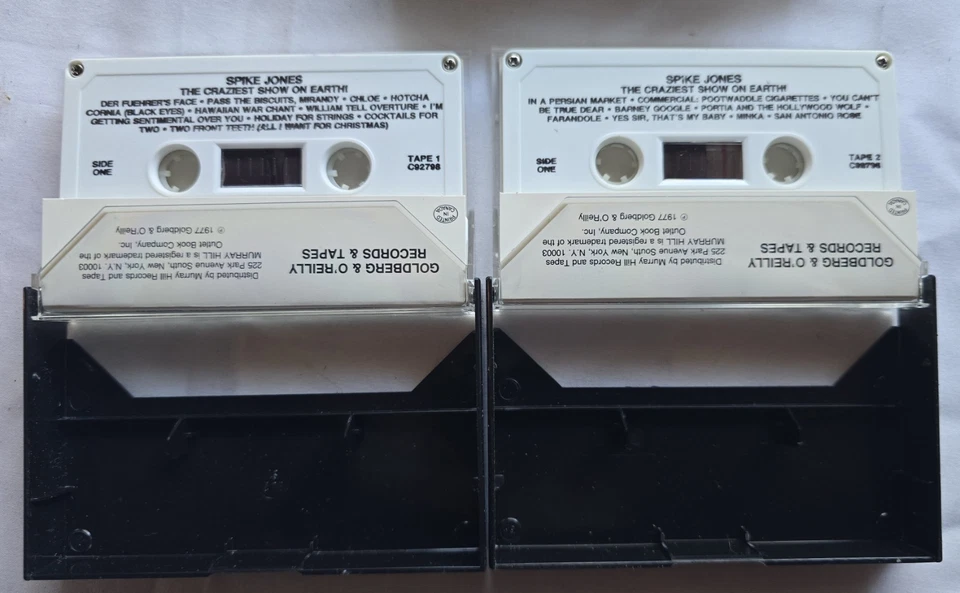 SPIKE JONES
THE CRAZIEST SHOW ON EARTH!
DER FUEHRER'S FACE • PASS THE BISCUITS, MIRANDY • CHLOE • HOTCHA
CORNIA (BLACK EYES) • HAWAIIAN WAR CHANT • WILLIAM TELL OVERTURE • I'M
GETTING SENTIMENTAL OVER YOU • HOLIDAY FOR STRINGS • COCKTAILS FOR
TWO • TWO FRONT TEETH (ALL I WANT FOR CHRISTMAS)
SIDE
ONE
TAPE 1
C92798
GOLDBERG & O'REILLY
RECORDS & TAPES
Distributed by Murray Hill Records and Tapes
225 Park Avenue South, New York, N.Y. 10003
MURRAY HILL is a registered trademark of the
Outlet Book Company, Inc.
℗ 1977 Goldberg & O'Reilly
PRINTED
IN
CANADA
SPIKE JONES
THE CRAZIEST SHOW ON EARTH!
IN A PERSIAN MARKET • COMMERCIAL: POOTWADDLE CIGARETTES • YOU CAN'T
BE TRUE DEAR • BARNEY GOOGLE • PORTIA AND THE HOLLYWOOD WOLF •
FARANDOLE • YES SIR, THAT'S MY BABY • MINKA • SAN ANTONIO ROSE
SIDE
ONE
TAPE 2
GOLDBERG & O'REILLY
RECORDS & TAPES
Distributed by Murray Hill Records and Tapes
225 Park Avenue South, New York, N.Y. 10003
MURRAY HILL is a registered trademark of the
Outlet Book Company, Inc.
℗ 1977 Goldberg & O'Reilly
PRINTED
IN
CANADA